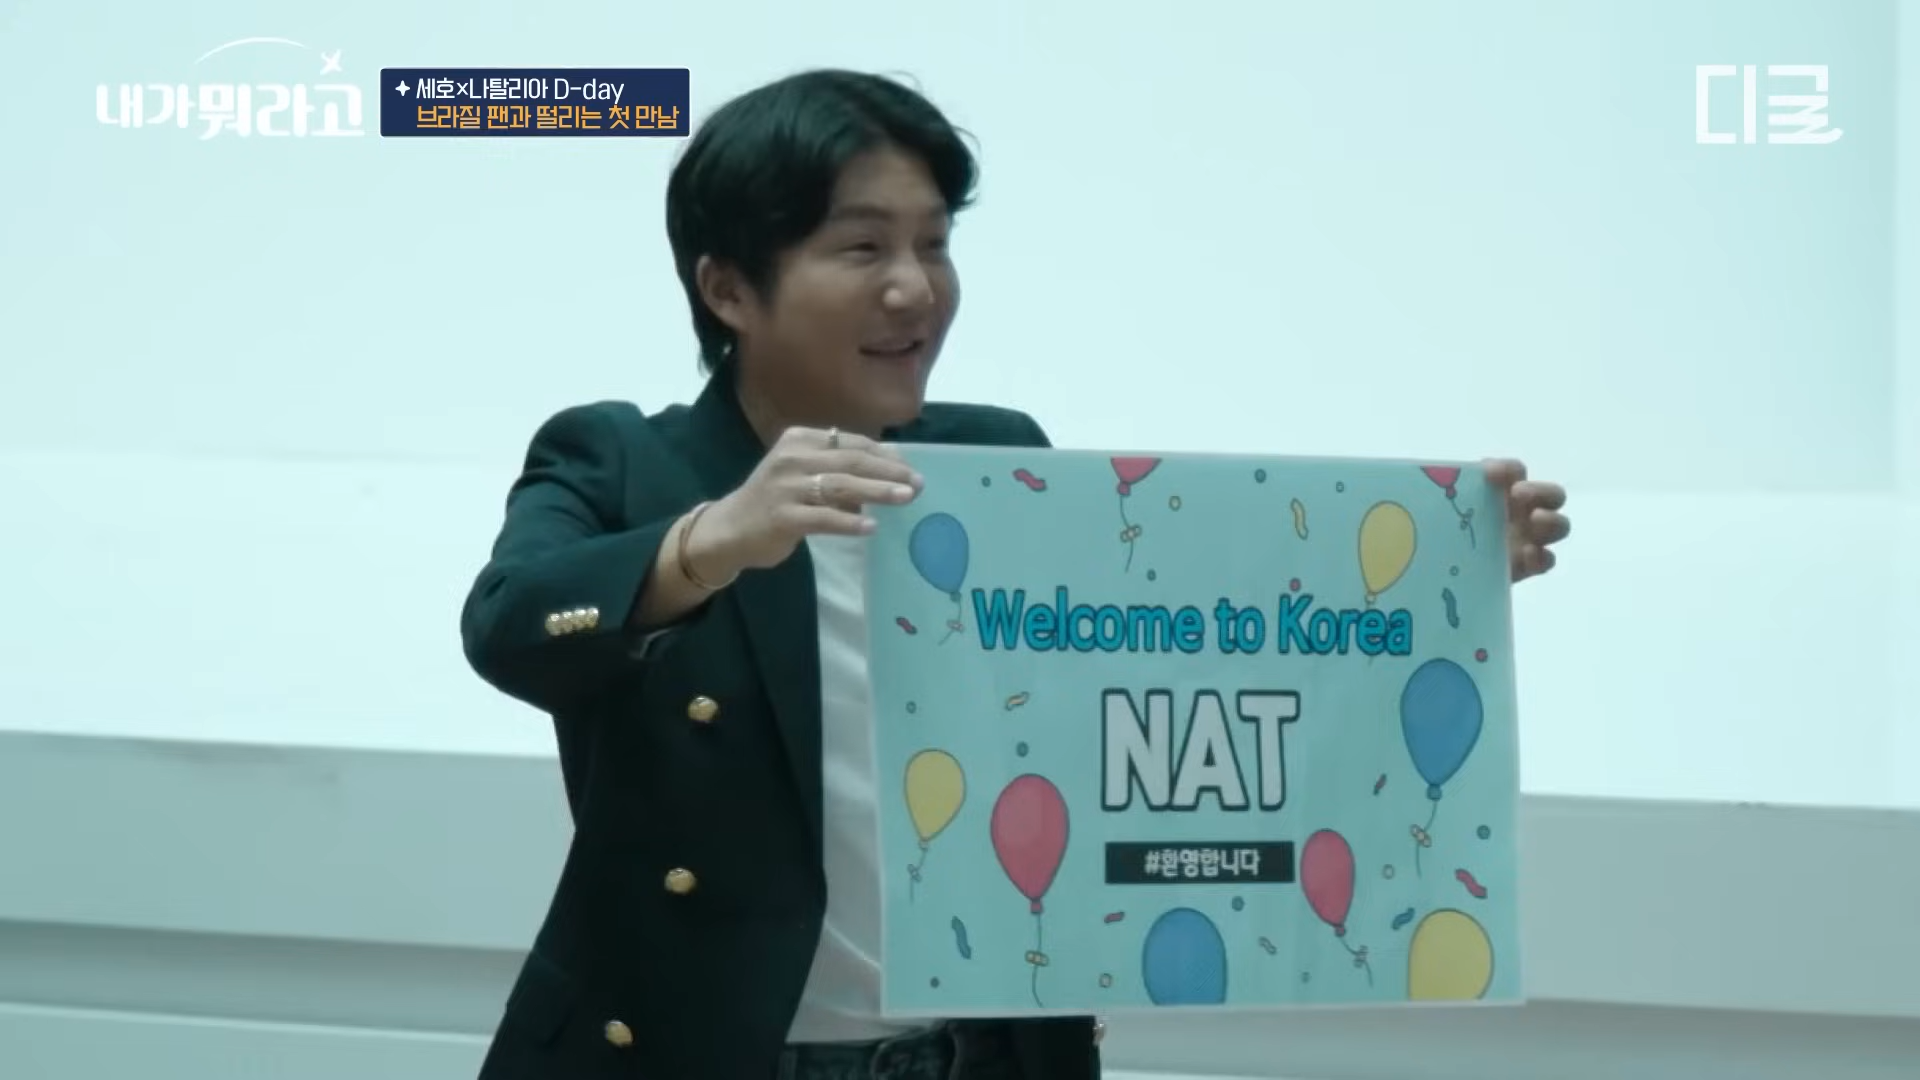 내가 뭐라고
세호x나탈리아 D-day
브라질 팬과 떨리는 첫 만남
디글
Welcome to Korea
NAT
#환영합니다